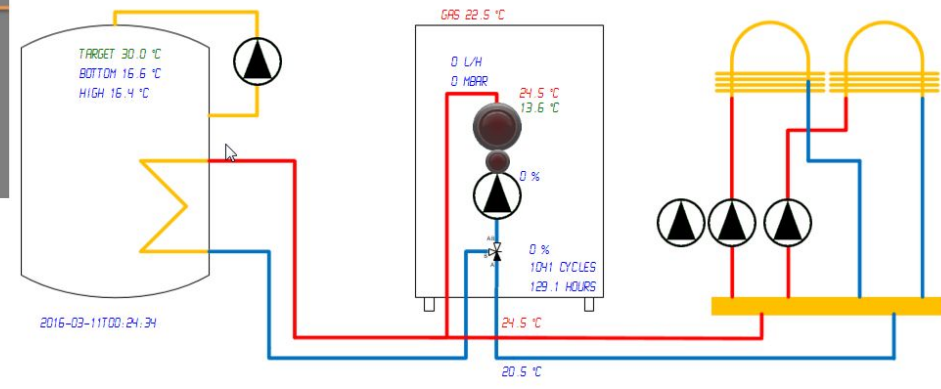 GAS 22.5 °C
TARGET 30.0 °C
BOTTOM 16.6 °C
HIGH 16.4 °C
0 L/H
0 MBAR
24.5 °C
13.6 °C
0 %
AB
B
A
0 %
1041 CYCLES
129.1 HOURS
2016-03-11T00:24:34
24.5 °C
20.5 °C